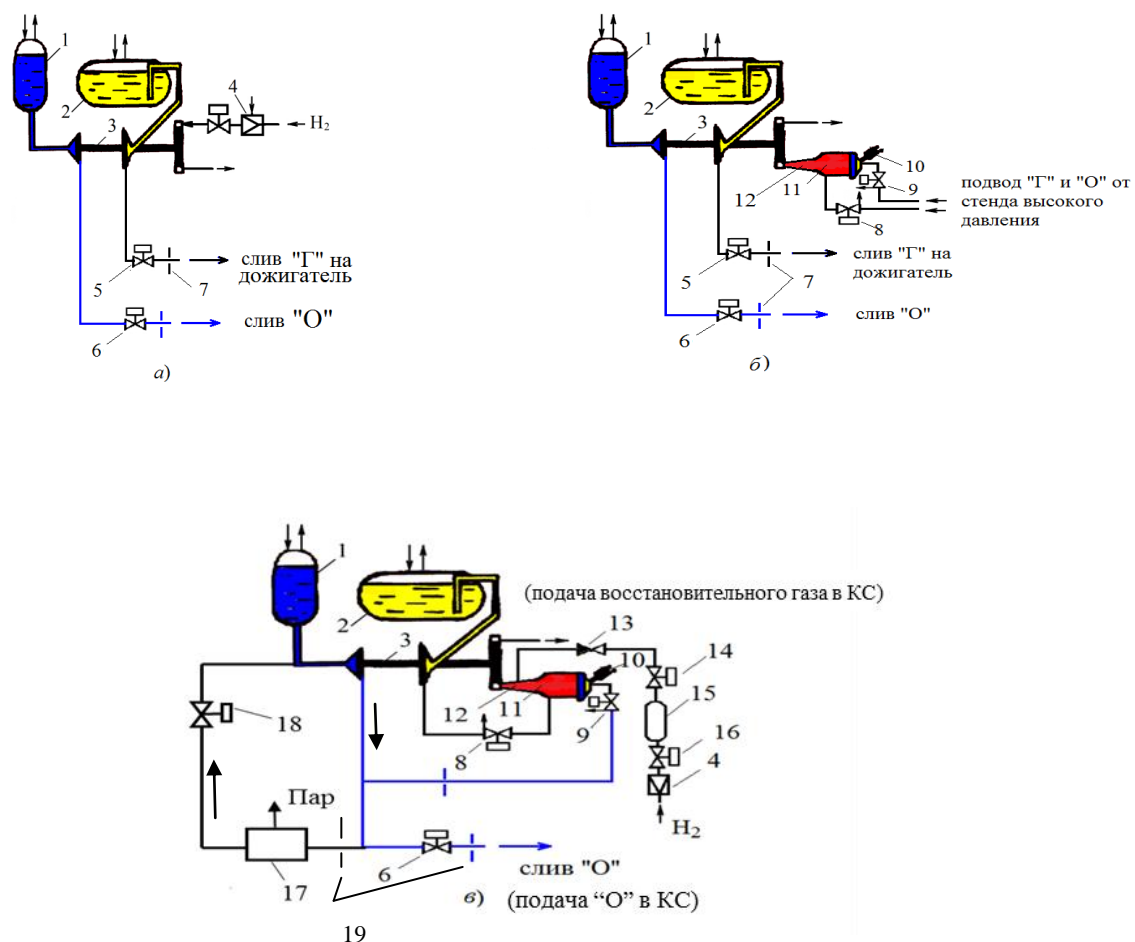 1
2
3
4
H₂
5
7
слив "Г" на
дожигатель
6
слив "О"
а)
1
2
3
10
11
12
9
подвод "Г" и "О" от
стенда высокого
давления
8
5
7
слив "Г" на
дожигатель
6
слив "О"
б)
1
2
3
(подача восстановительного газа в КС)
13
10
14
12
11
15
18
9
8
16
4
Пар
H₂
17
6
слив "О"
в)
(подача “О” в КС)
19